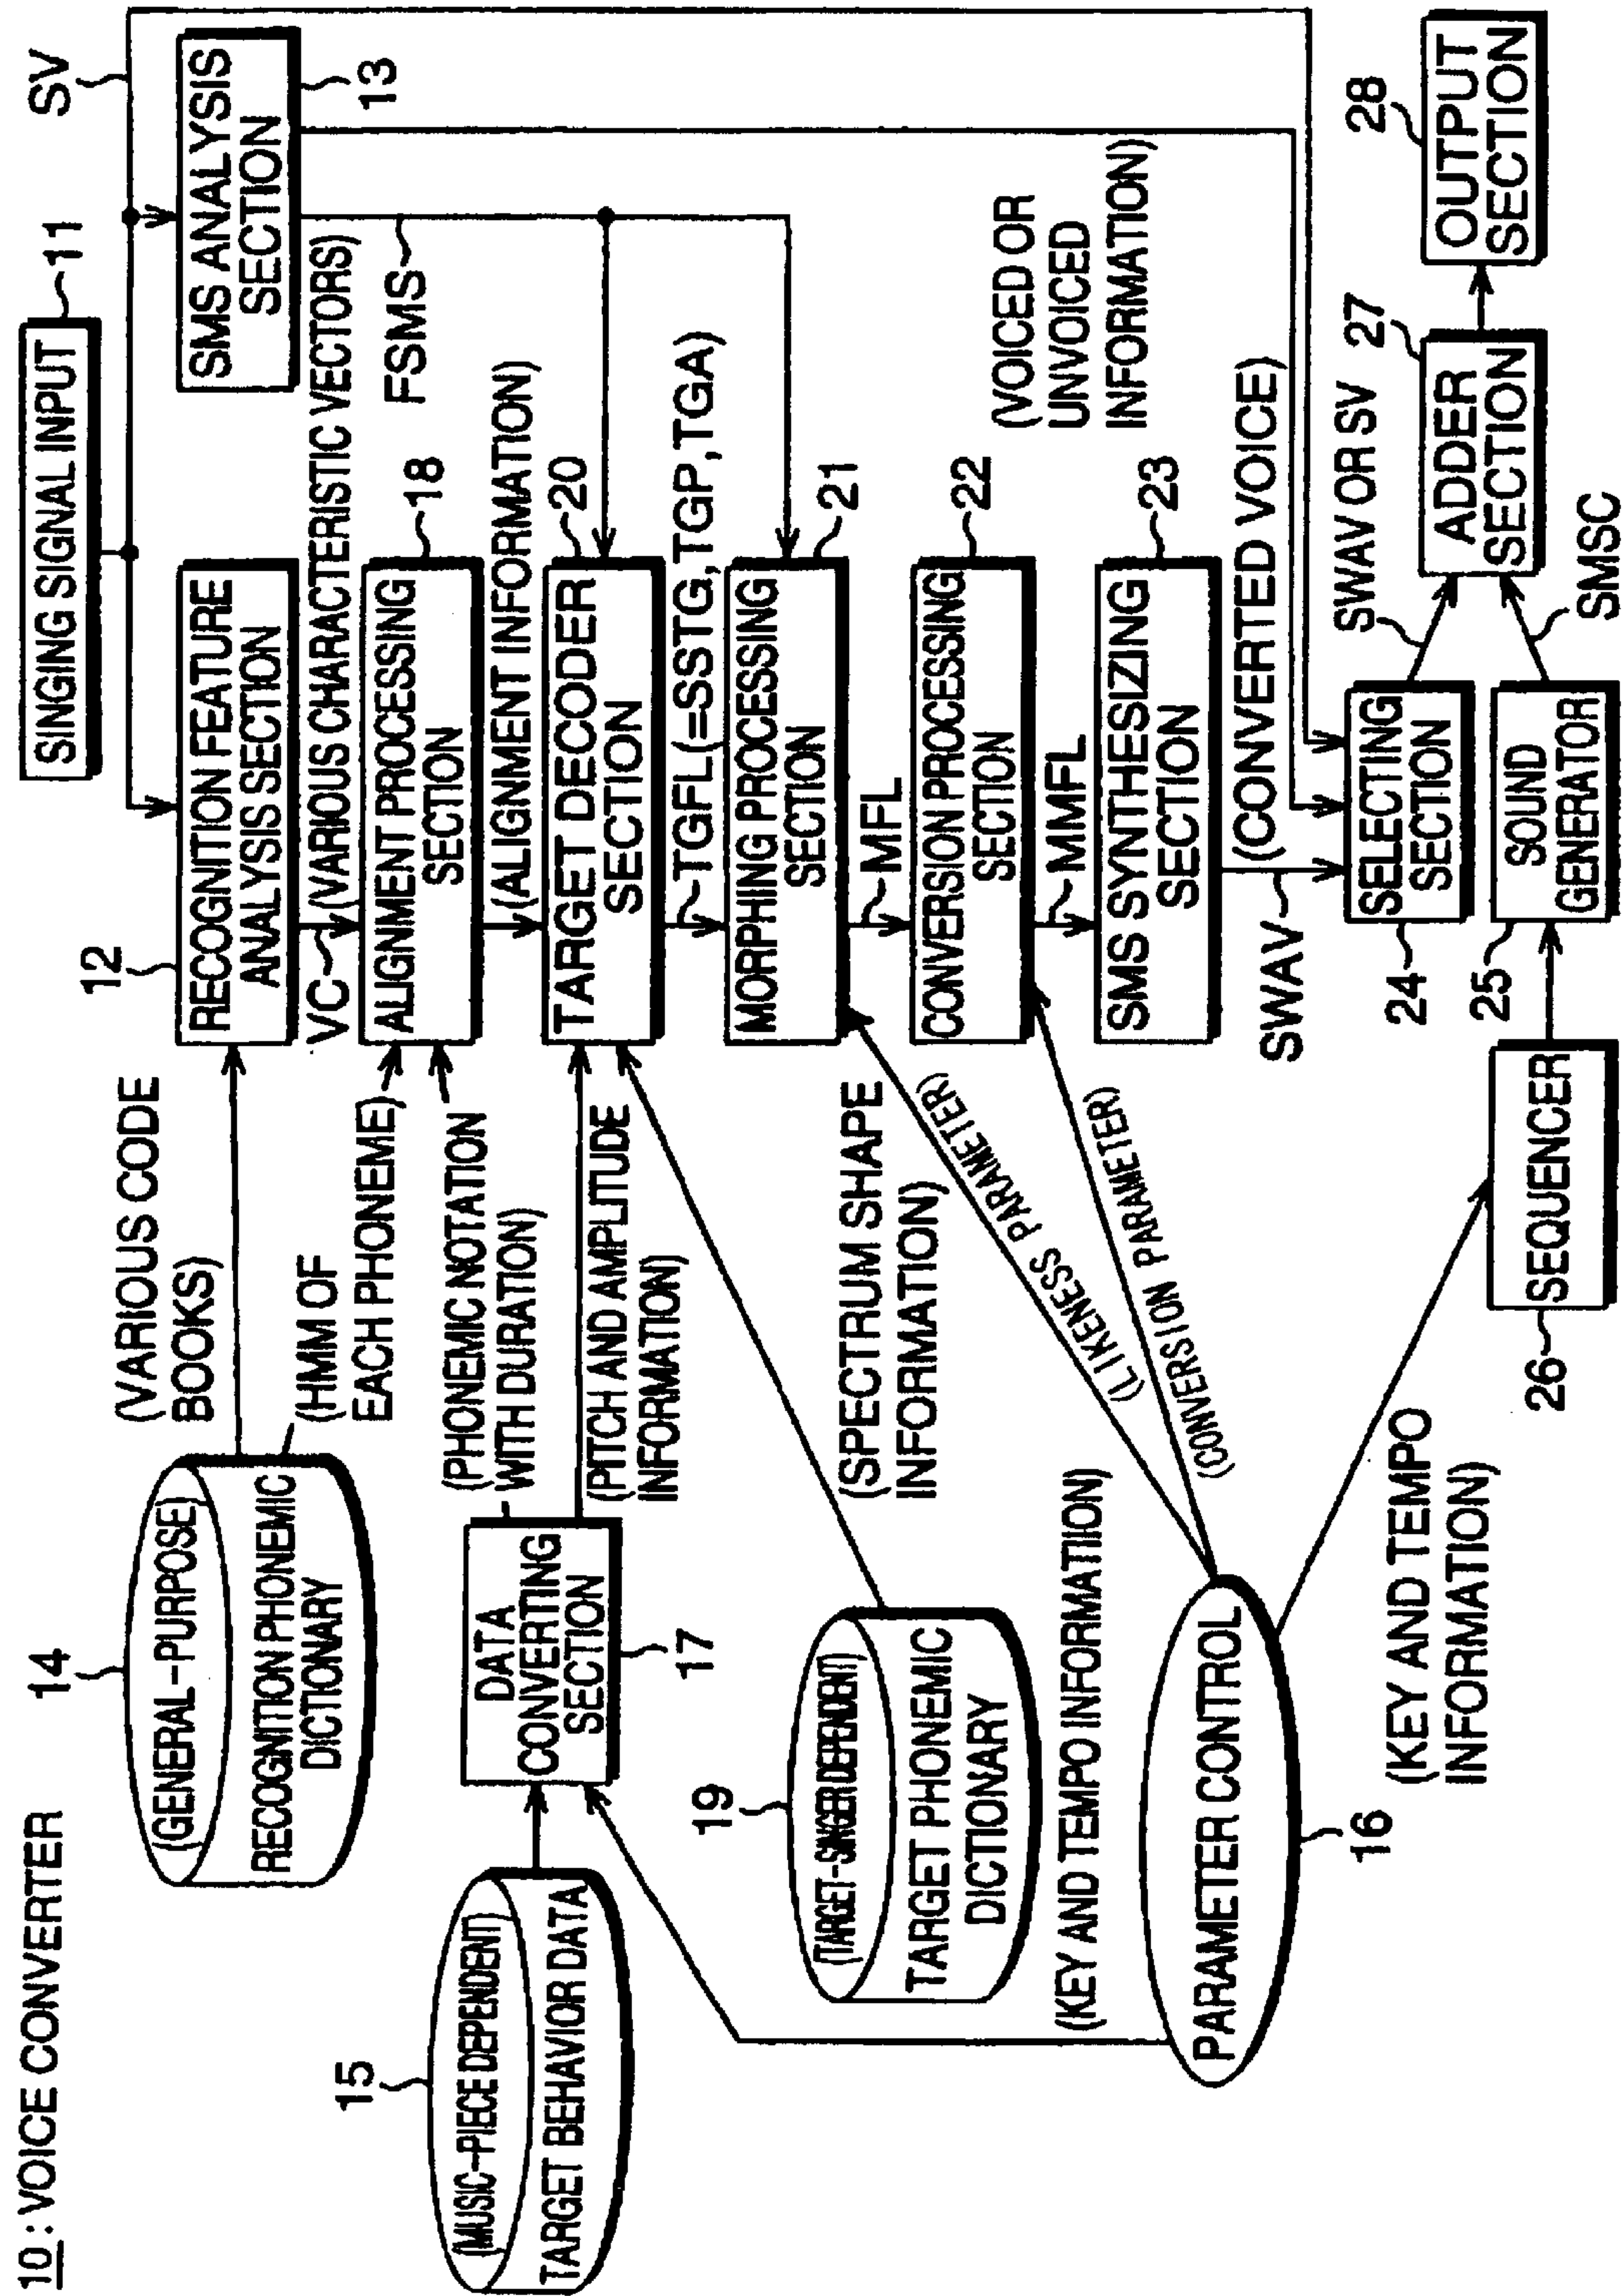 10 : VOICE CONVERTER
SINGING SIGNAL INPUT
11
SV
12
RECOGNITION FEATURE
ANALYSIS SECTION
SMS ANALYSIS
SECTION
13
14
(GENERAL-PURPOSE)
RECOGNITION PHONEMIC
DICTIONARY
(VARIOUS CODE
BOOKS)
(HMM OF
EACH PHONEME)
VC
(VARIOUS CHARACTERISTIC VECTORS)
FSMS
ALIGNMENT PROCESSING
SECTION
18
(PHONEMIC NOTATION
WITH DURATION)
(ALIGNMENT INFORMATION)
15
(MUSIC-PIECE DEPENDENT)
TARGET BEHAVIOR DATA
DATA
CONVERTING
SECTION
17
(PITCH AND AMPLITUDE
INFORMATION)
TARGET DECODER
SECTION
20
TGFL(=SSTG,TGP,TGA)
19
(TARGET-SINGER DEPENDENT)
TARGET PHONEMIC
DICTIONARY
(SPECTRUM SHAPE
INFORMATION)
MORPHING PROCESSING
SECTION
21
MFL
(VOICED OR
UNVOICED
INFORMATION)
(LIKENESS PARAMETER)
(CONVERSION PARAMETER)
CONVERSION PROCESSING
SECTION
22
MMFL
(KEY AND TEMPO INFORMATION)
PARAMETER CONTROL
16
SMS SYNTHESIZING
SECTION
23
SWAV
(CONVERTED VOICE)
(KEY AND TEMPO
INFORMATION)
SELECTING
SECTION
24
SWAV OR SV
ADDER
SECTION
27
OUTPUT
SECTION
28
SEQUENCER
26
SOUND
GENERATOR
25
SMSC